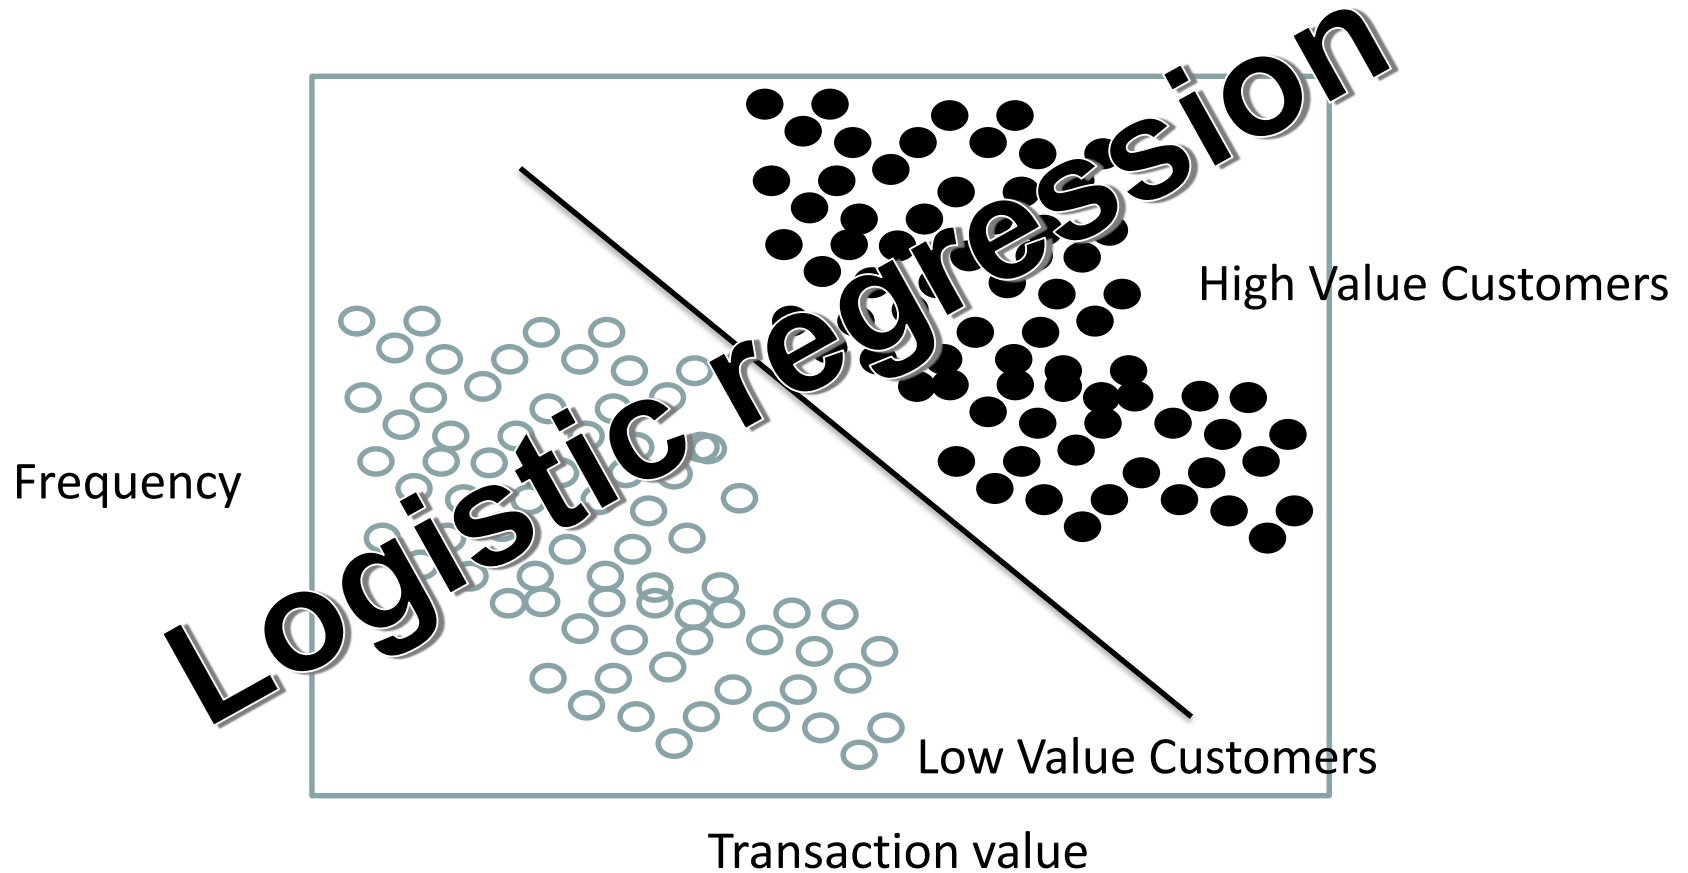 Logistic regression
High Value Customers
Frequency
Low Value Customers
Transaction value